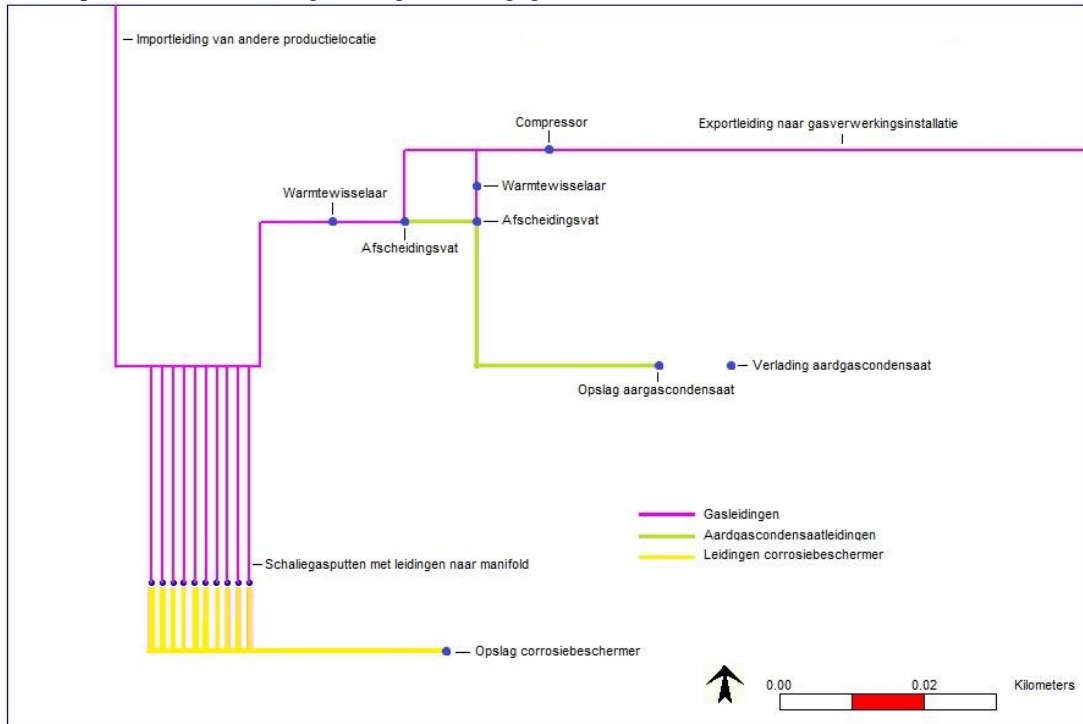 Importleiding van andere productielocatie
Compressor
Exportleiding naar gasverwerkingsinstallatie
Warmtewisselaar
Warmtewisselaar
Afscheidingsvat
Afscheidingsvat
Verlading aardgascondensaat
Opslag aargascondensaat
Gasleidingen
Aardgascondensaatleidingen
Leidingen corrosiebeschermer
Schaliegasputten met leidingen naar manifold
Opslag corrosiebeschermer
0.00 0.02 Kilometers